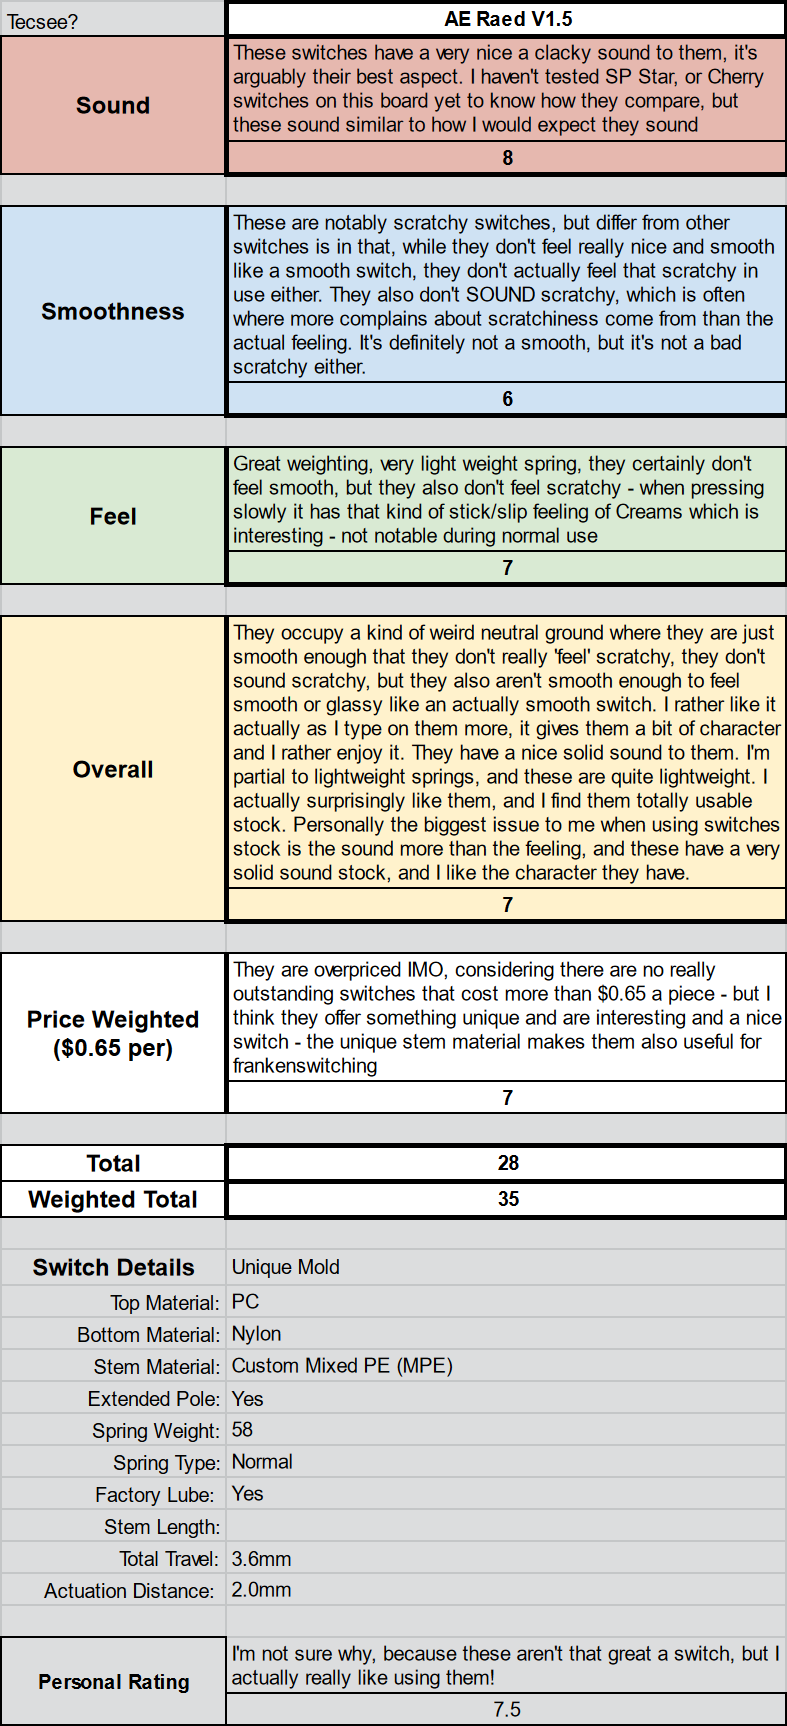 Tecsee?
AE Raed V1.5
Sound
These switches have a very nice a clacky sound to them, it's
arguably their best aspect. I haven't tested SP Star, or Cherry
switches on this board yet to know how they compare, but
these sound similar to how I would expect they sound
8
Smoothness
These are notably scratchy switches, but differ from other
switches is in that, while they don't feel really nice and smooth
like a smooth switch, they don't actually feel that scratchy in
use either. They also don't SOUND scratchy, which is often
where more complains about scratchiness come from than the
actual feeling. It's definitely not a smooth, but it's not a bad
scratchy either.
6
Feel
Great weighting, very light weight spring, they certainly don't
feel smooth, but they also don't feel scratchy - when pressing
slowly it has that kind of stick/slip feeling of Creams which is
interesting - not notable during normal use
7
Overall
They occupy a kind of weird neutral ground where they are just
smooth enough that they don't really 'feel' scratchy, they don't
sound scratchy, but they also aren't smooth enough to feel
smooth or glassy like an actually smooth switch. I rather like it
actually as I type on them more, it gives them a bit of character
and I rather enjoy it. They have a nice solid sound to them. I'm
partial to lightweight springs, and these are quite lightweight. I
actually surprisingly like them, and I find them totally usable
stock. Personally the biggest issue to me when using switches
stock is the sound more than the feeling, and these have a very
solid sound stock, and I like the character they have.
7
Price Weighted
($0.65 per)
They are overpriced IMO, considering there are no really
outstanding switches that cost more than $0.65 a piece - but I
think they offer something unique and are interesting and a nice
switch - the unique stem material makes them also useful for
frankenswitching
7
Total
28
Weighted Total
35
Switch Details
Unique Mold
Top Material:
PC
Bottom Material:
Nylon
Stem Material:
Custom Mixed PE (MPE)
Extended Pole:
Yes
Spring Weight:
58
Spring Type:
Normal
Factory Lube:
Yes
Stem Length:
Total Travel:
3.6mm
Actuation Distance:
2.0mm
Personal Rating
I'm not sure why, because these aren't that great a switch, but I
actually really like using them!
7.5